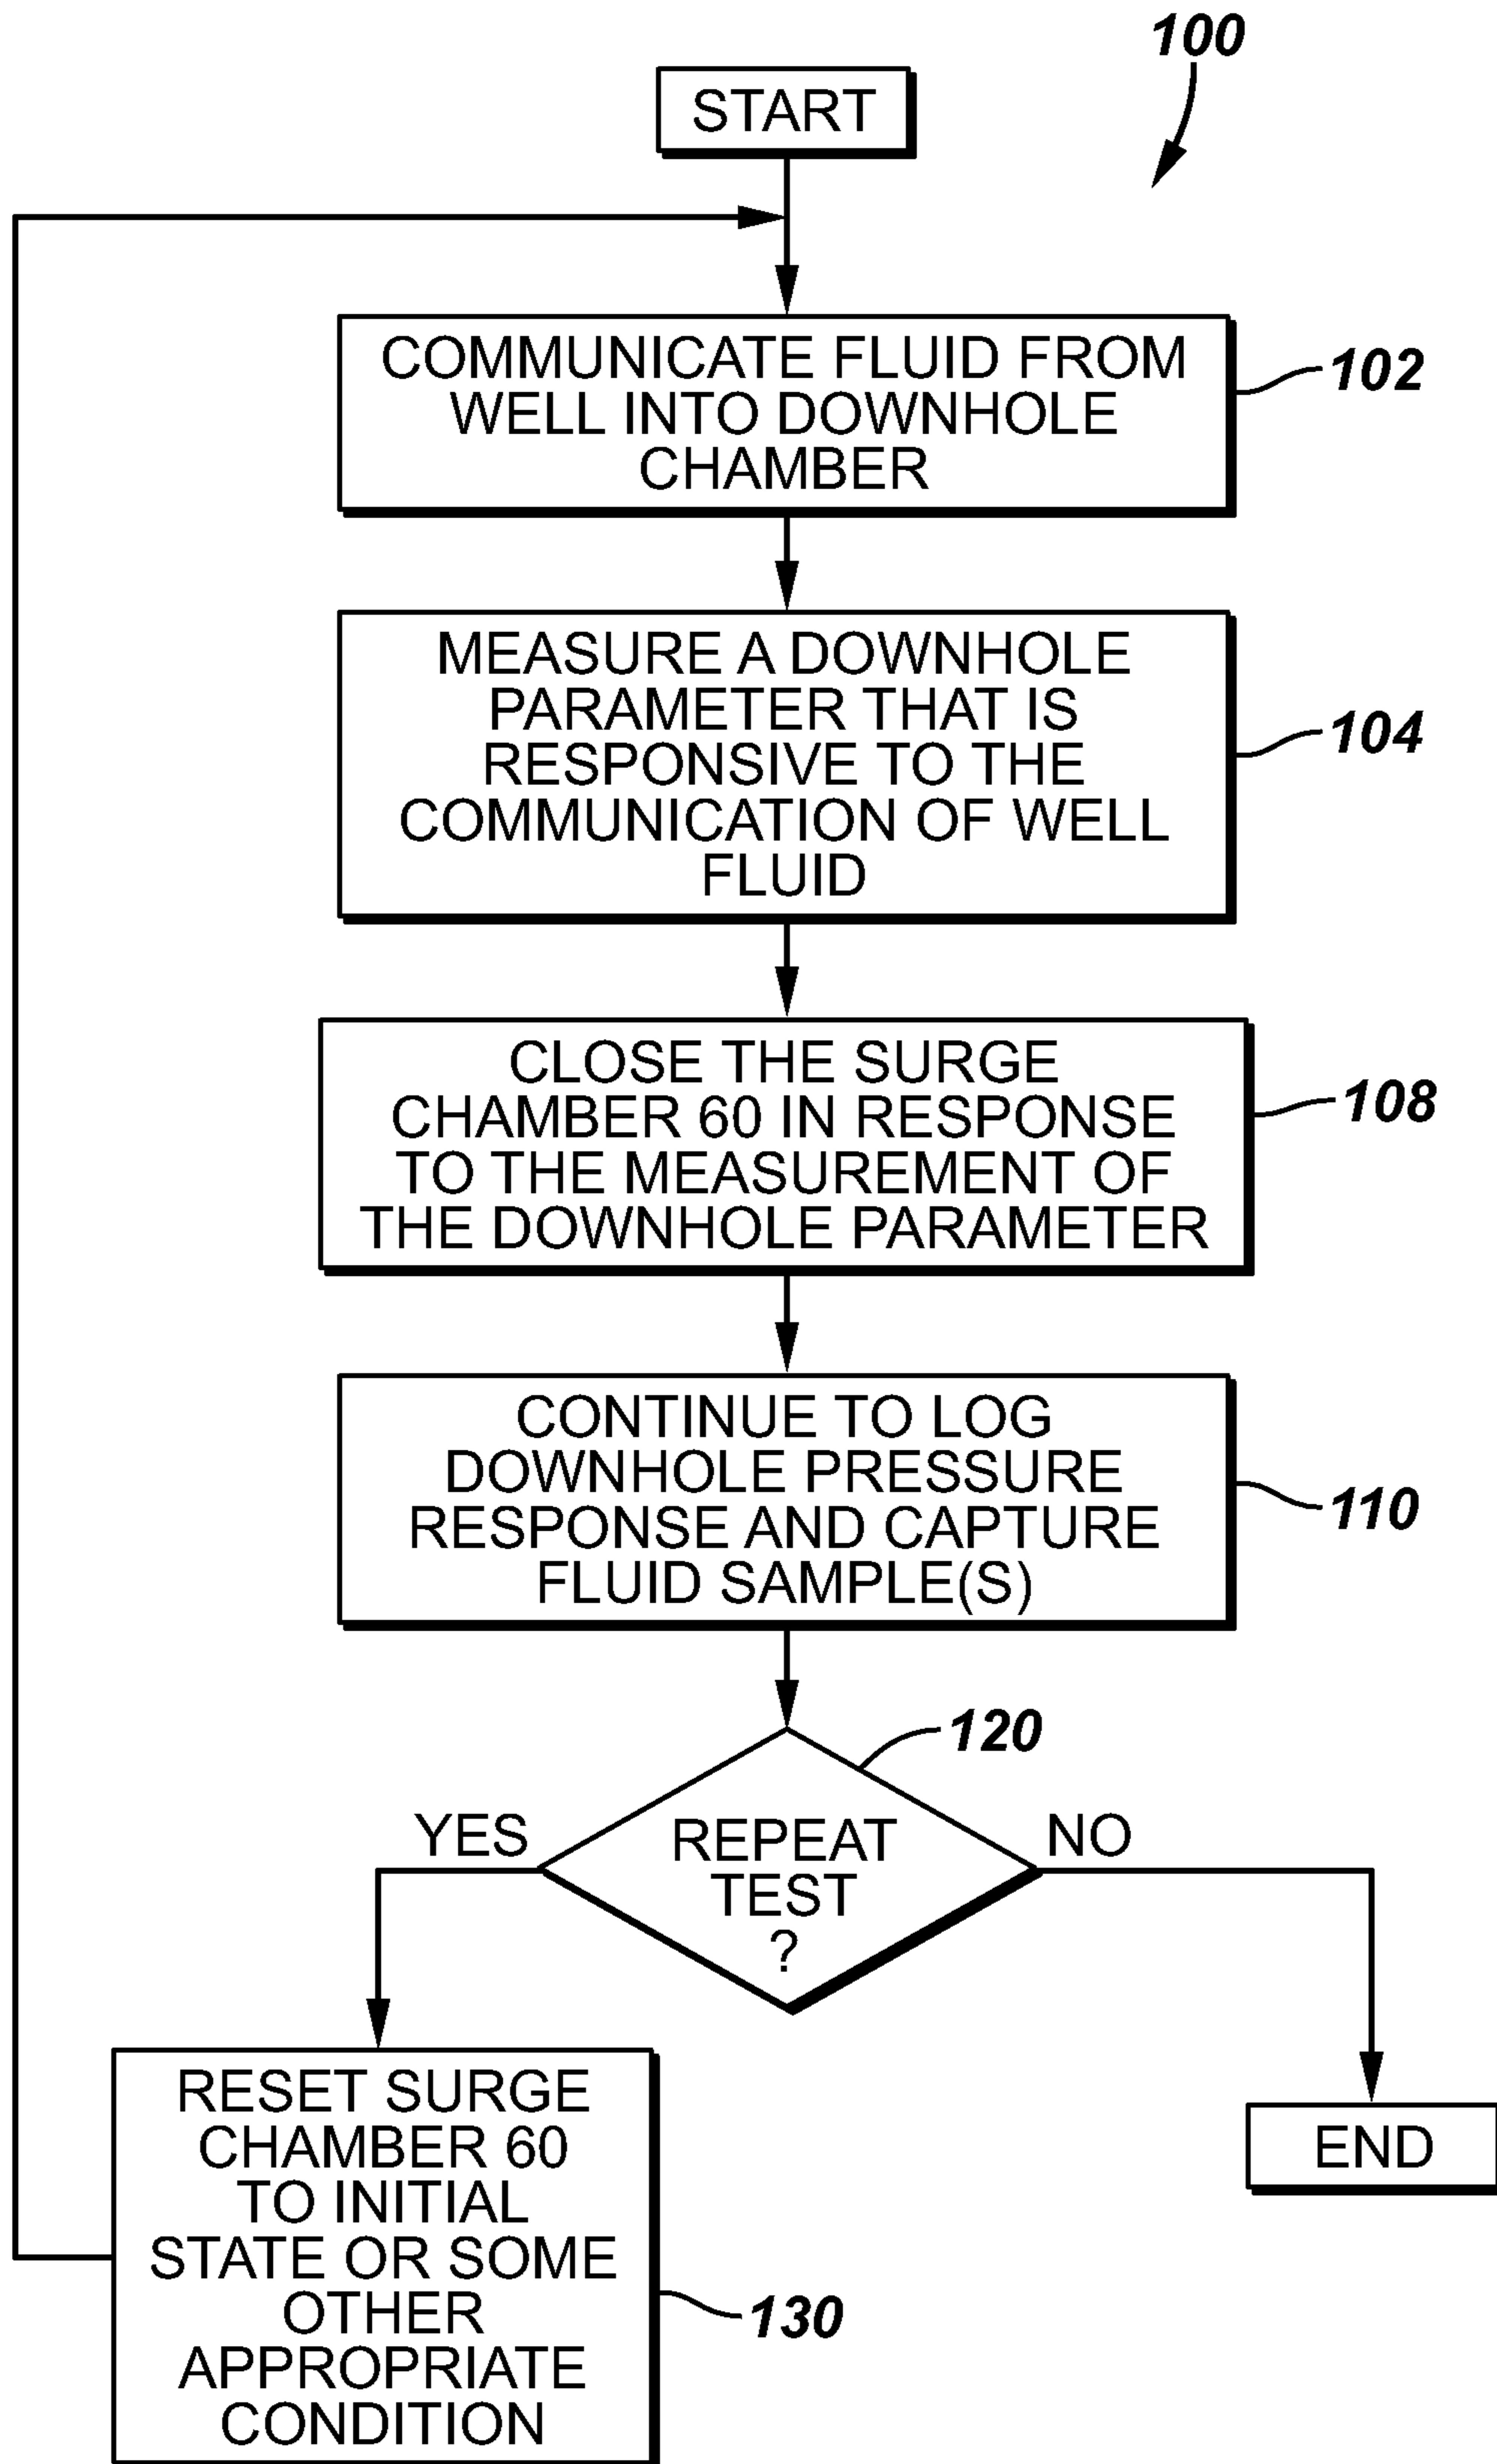 100
START
COMMUNICATE FLUID FROM
WELL INTO DOWNHOLE
CHAMBER
102
MEASURE A DOWNHOLE
PARAMETER THAT IS
RESPONSIVE TO THE
COMMUNICATION OF WELL
FLUID
104
CLOSE THE SURGE
CHAMBER 60 IN RESPONSE
TO THE MEASUREMENT OF
THE DOWNHOLE PARAMETER
108
CONTINUE TO LOG
DOWNHOLE PRESSURE
RESPONSE AND CAPTURE
FLUID SAMPLE(S)
110
120
REPEAT
TEST
?
YES
NO
RESET SURGE
CHAMBER 60
TO INITIAL
STATE OR SOME
OTHER
APPROPRIATE
CONDITION
130
END